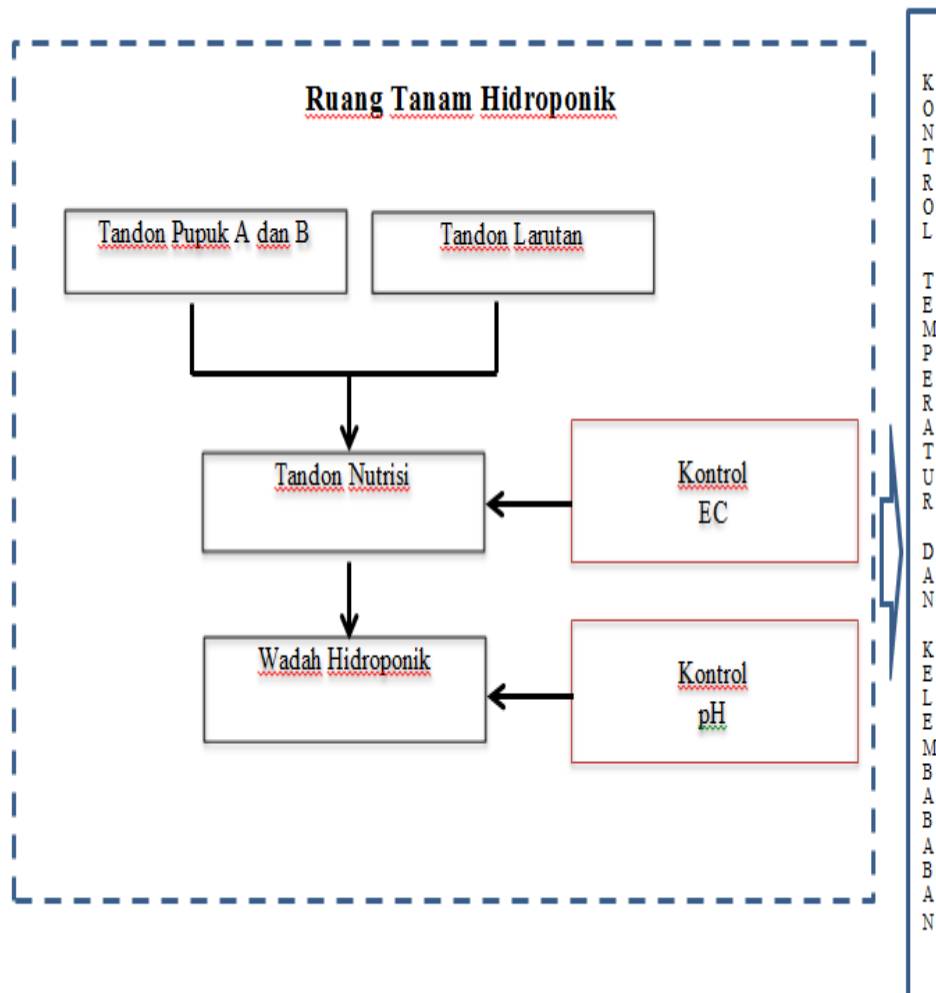 Ruang Tanam Hidroponik
Tandon Pupuk A dan B
Tandon Larutan
Tandon Nutrisi
Kontrol
EC
Wadah Hidroponik
Kontrol
pH
KONTROL TEMPERATUR DAN KELEMBABABAN